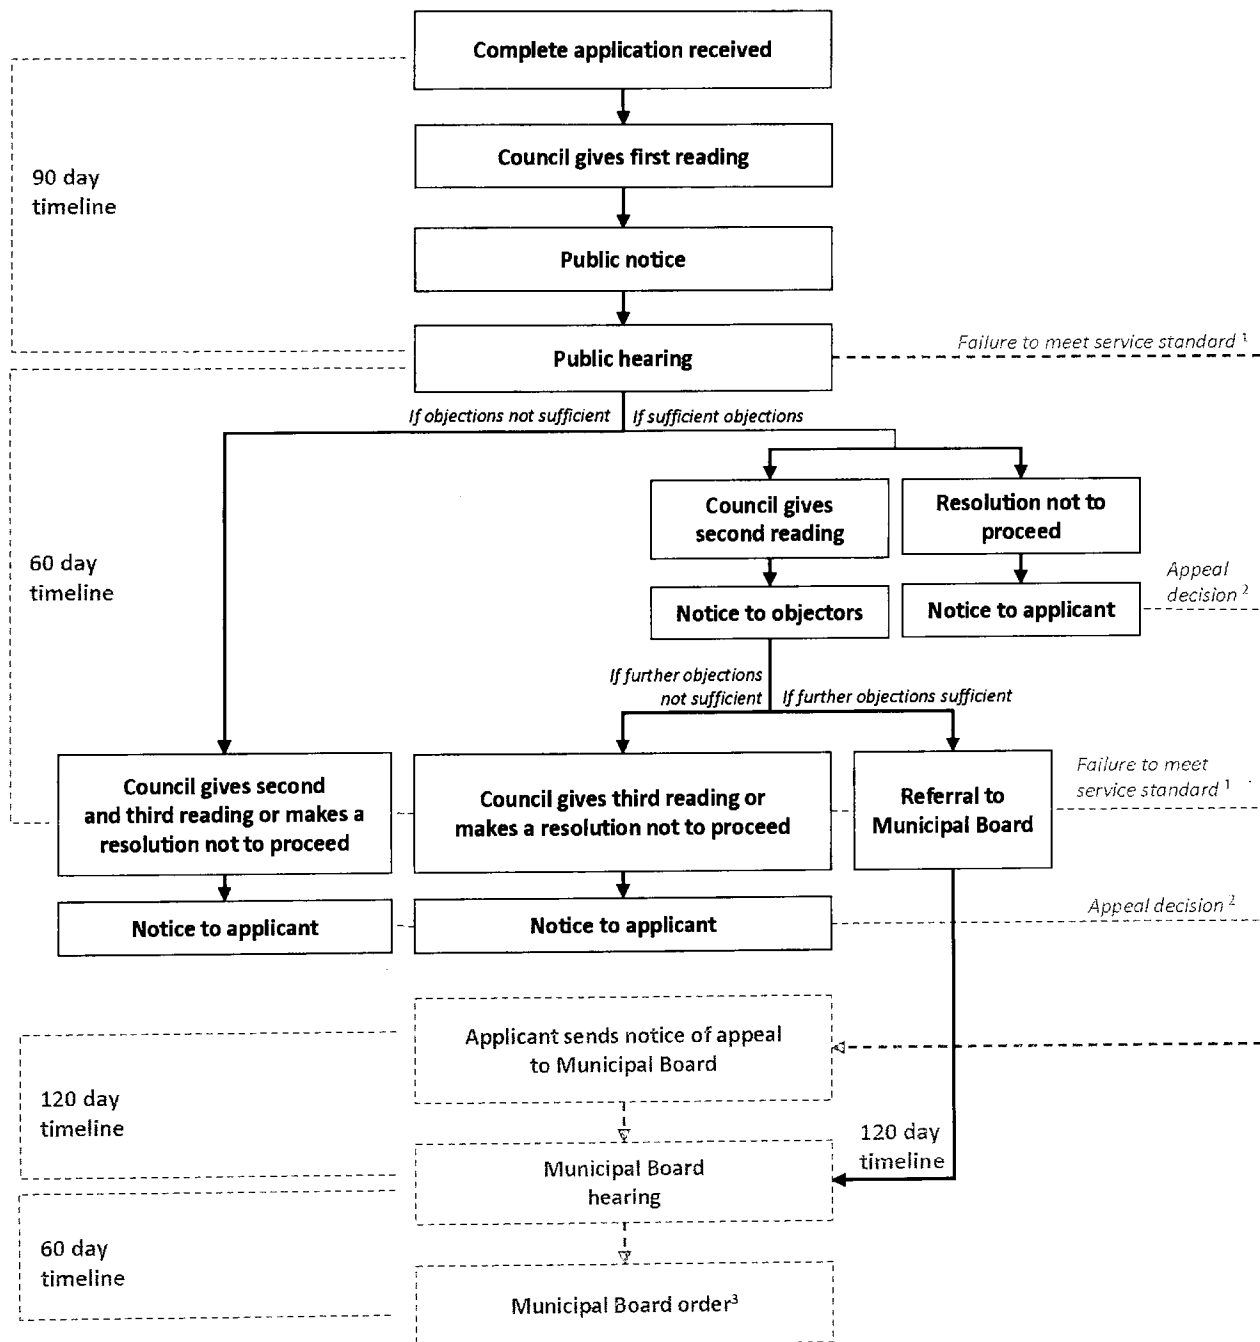 Complete application received
Council gives first reading
90 day
timeline
Public notice
Public hearing
Failure to meet service standard 1
If objections not sufficient
If sufficient objections
Council gives
second reading
Resolution not to
proceed
60 day
timeline
Notice to objectors
Notice to applicant
Appeal
decision 2
If further objections
not sufficient
If further objections sufficient
Council gives second
and third reading or makes a
resolution not to proceed
Council gives third reading or
makes a resolution not to proceed
Referral to
Municipal Board
Failure to meet
service standard 1
Notice to applicant
Notice to applicant
Appeal decision 2
Applicant sends notice of appeal
to Municipal Board
120 day
timeline
120 day
timeline
Municipal Board
hearing
60 day
timeline
Municipal Board order3